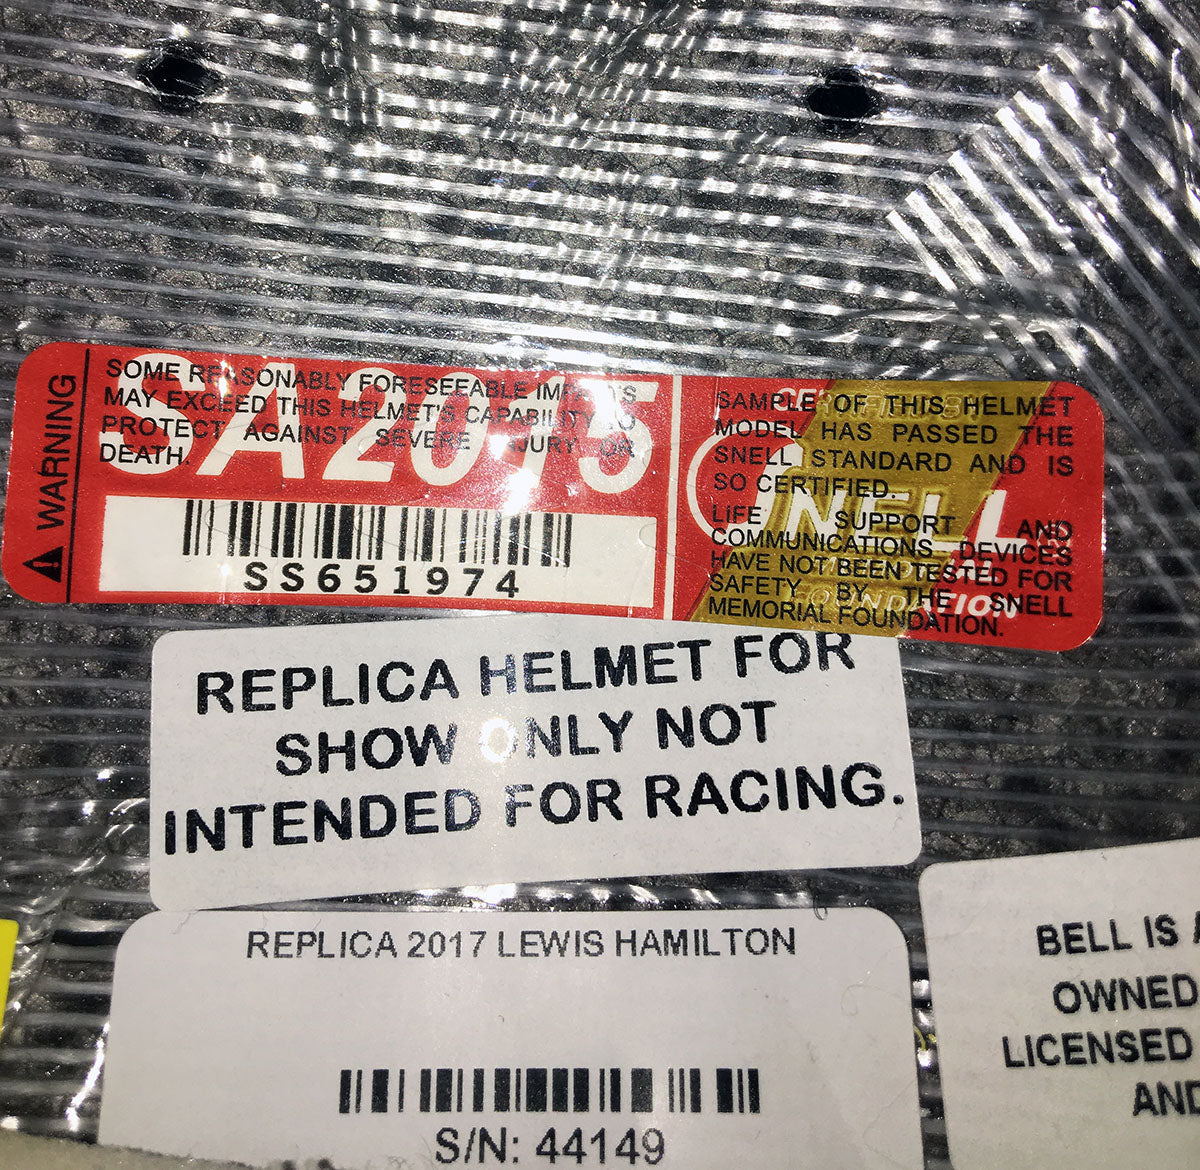 WARNING
SA2015
SOME REASONABLY FORESEEABLE IMPACTS
MAY EXCEED THIS HELMET'S CAPABILITY TO
PROTECT AGAINST SEVERE INJURY OR
DEATH.
SS651974
SAMPLE OF THIS HELMET
MODEL HAS PASSED THE
SNELL STANDARD AND IS
SO CERTIFIED.
LIFE SUPPORT AND
COMMUNICATIONS DEVICES
HAVE NOT BEEN TESTED FOR
SAFETY BY THE SNELL
MEMORIAL FOUNDATION.
SNELL
FOUNDATION
REPLICA HELMET FOR
SHOW ONLY NOT
INTENDED FOR RACING.
REPLICA 2017 LEWIS HAMILTON
S/N: 44149
BELL IS
OWNED
LICENSED
AND